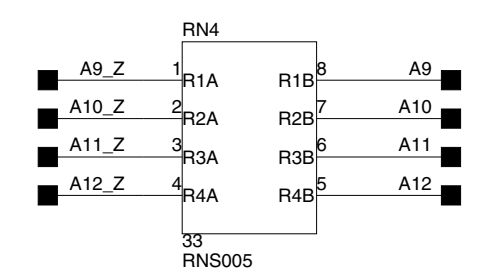 RN4
A9_Z 1 R1A R1B 8 A9
A10_Z 2 R2A R2B 7 A10
A11_Z 3 R3A R3B 6 A11
A12_Z 4 R4A R4B 5 A12
33
RNS005